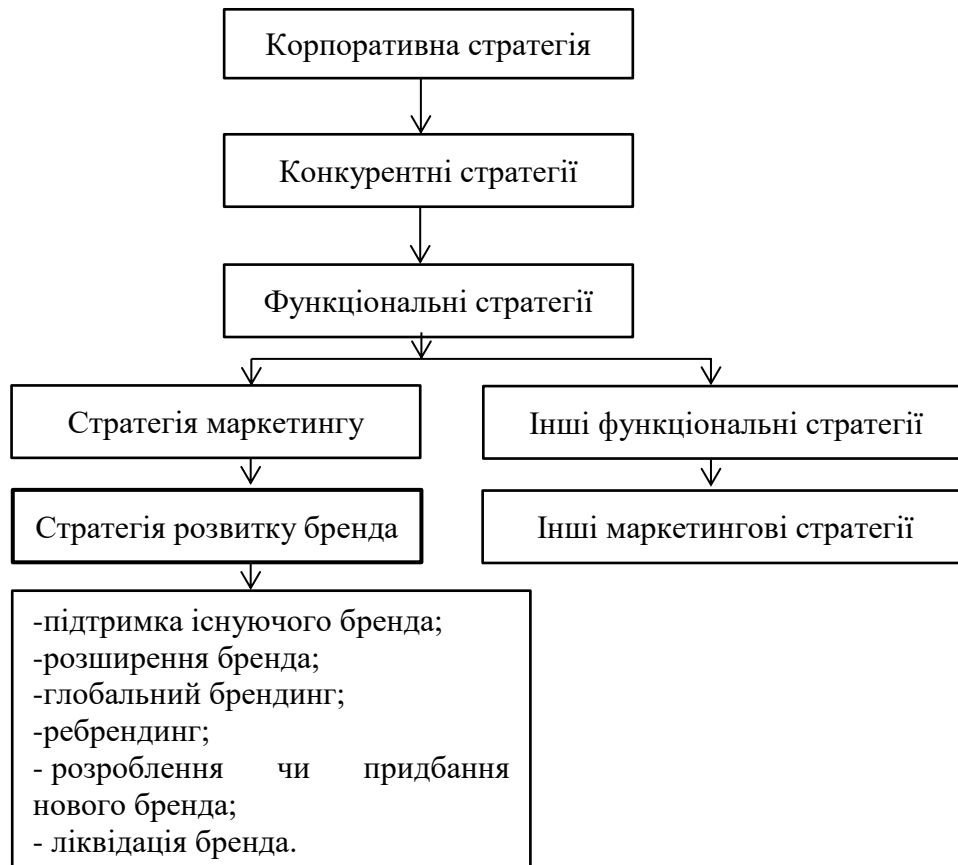 Корпоративна стратегія
Конкурентні стратегії
Функціональні стратегії
Стратегія маркетингу
Інші функціональні стратегії
Стратегія розвитку бренда
Інші маркетингові стратегії
-підтримка існуючого бренда;
-розширення бренда;
-глобальний брендинг;
-ребрендинг;
- розроблення чи придбання
нового бренда;
- ліквідація бренда.